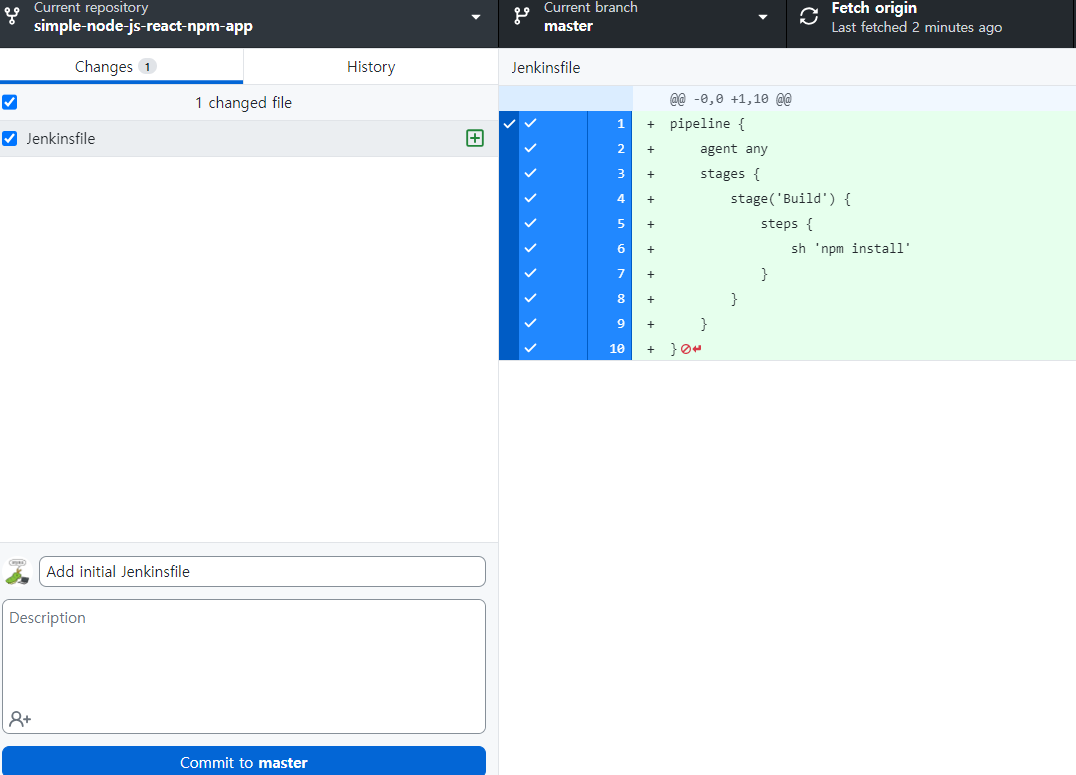 Current repository
simple-node-js-react-npm-app
Current branch
master
Fetch origin
Last fetched 2 minutes ago
Changes 1
History
1 changed file
Jenkinsfile
Jenkinsfile
@@ -0,0 +1,10 @@
1 + pipeline {
2 +     agent any
3 +     stages {
4 +         stage('Build') {
5 +             steps {
6 +                 sh 'npm install'
7 +             }
8 +         }
9 +     }
10 + }
Add initial Jenkinsfile
Description
Commit to master